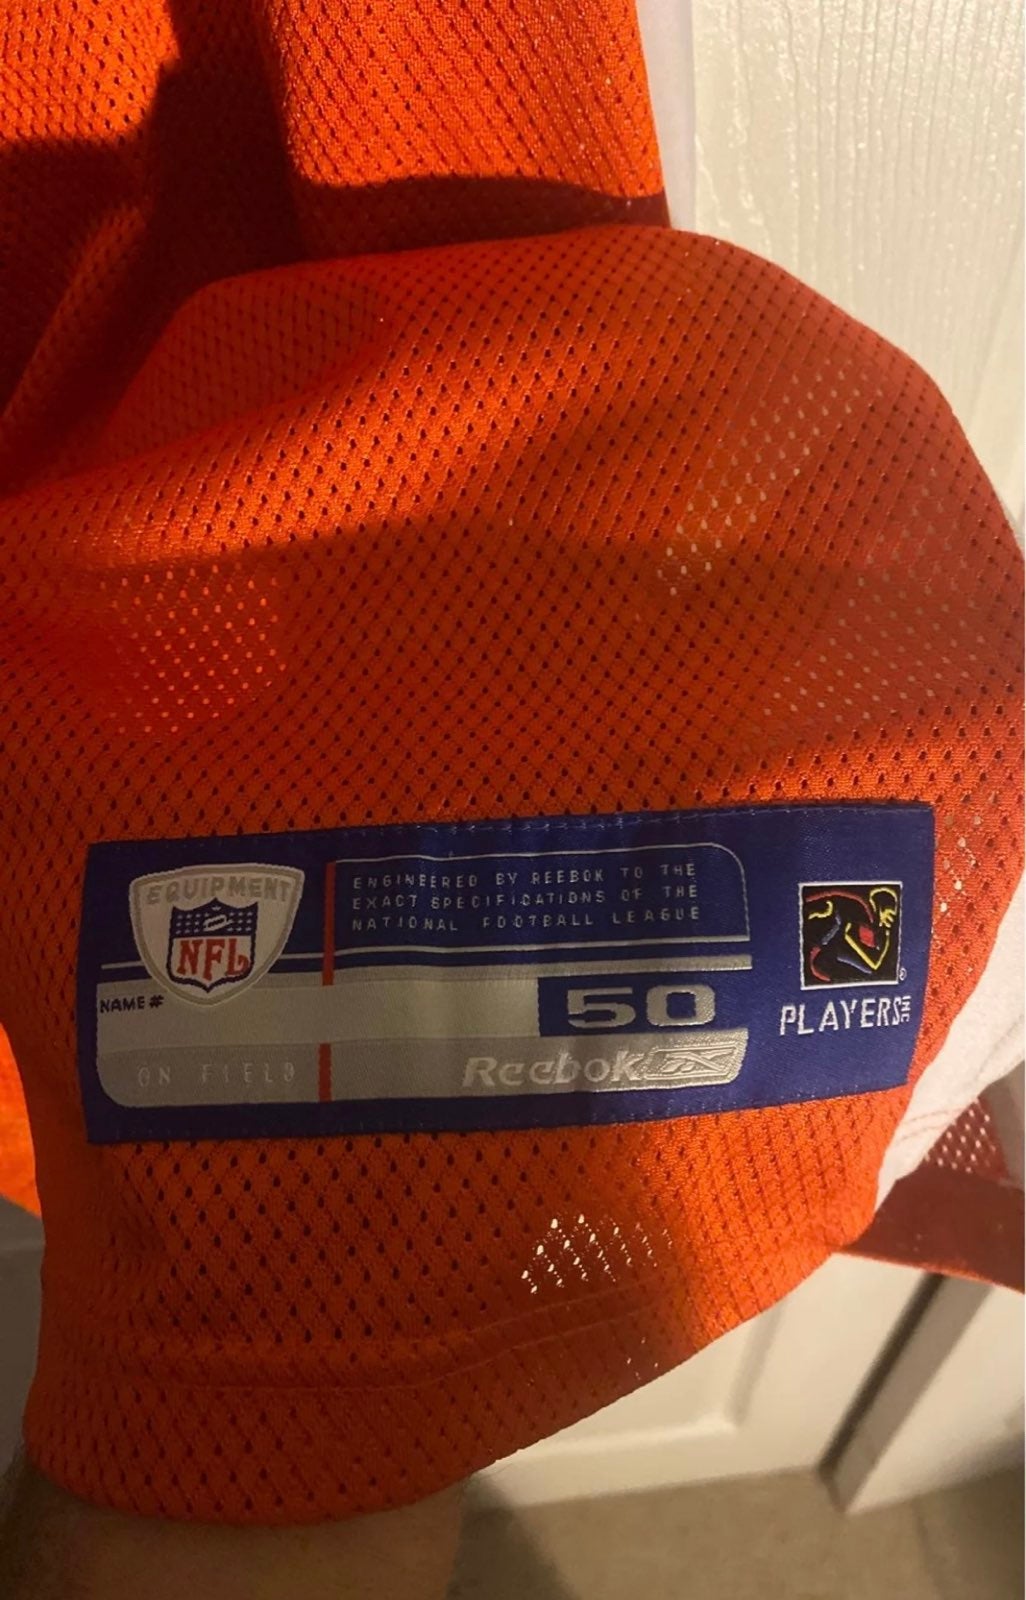 EQUIPMENT
NFL
ENGINEERED BY REEBOK TO THE
EXACT SPECIFICATIONS OF THE
NATIONAL FOOTBALL LEAGUE
NAME #
50
ON FIELD
Reebok
PLAYERS INC